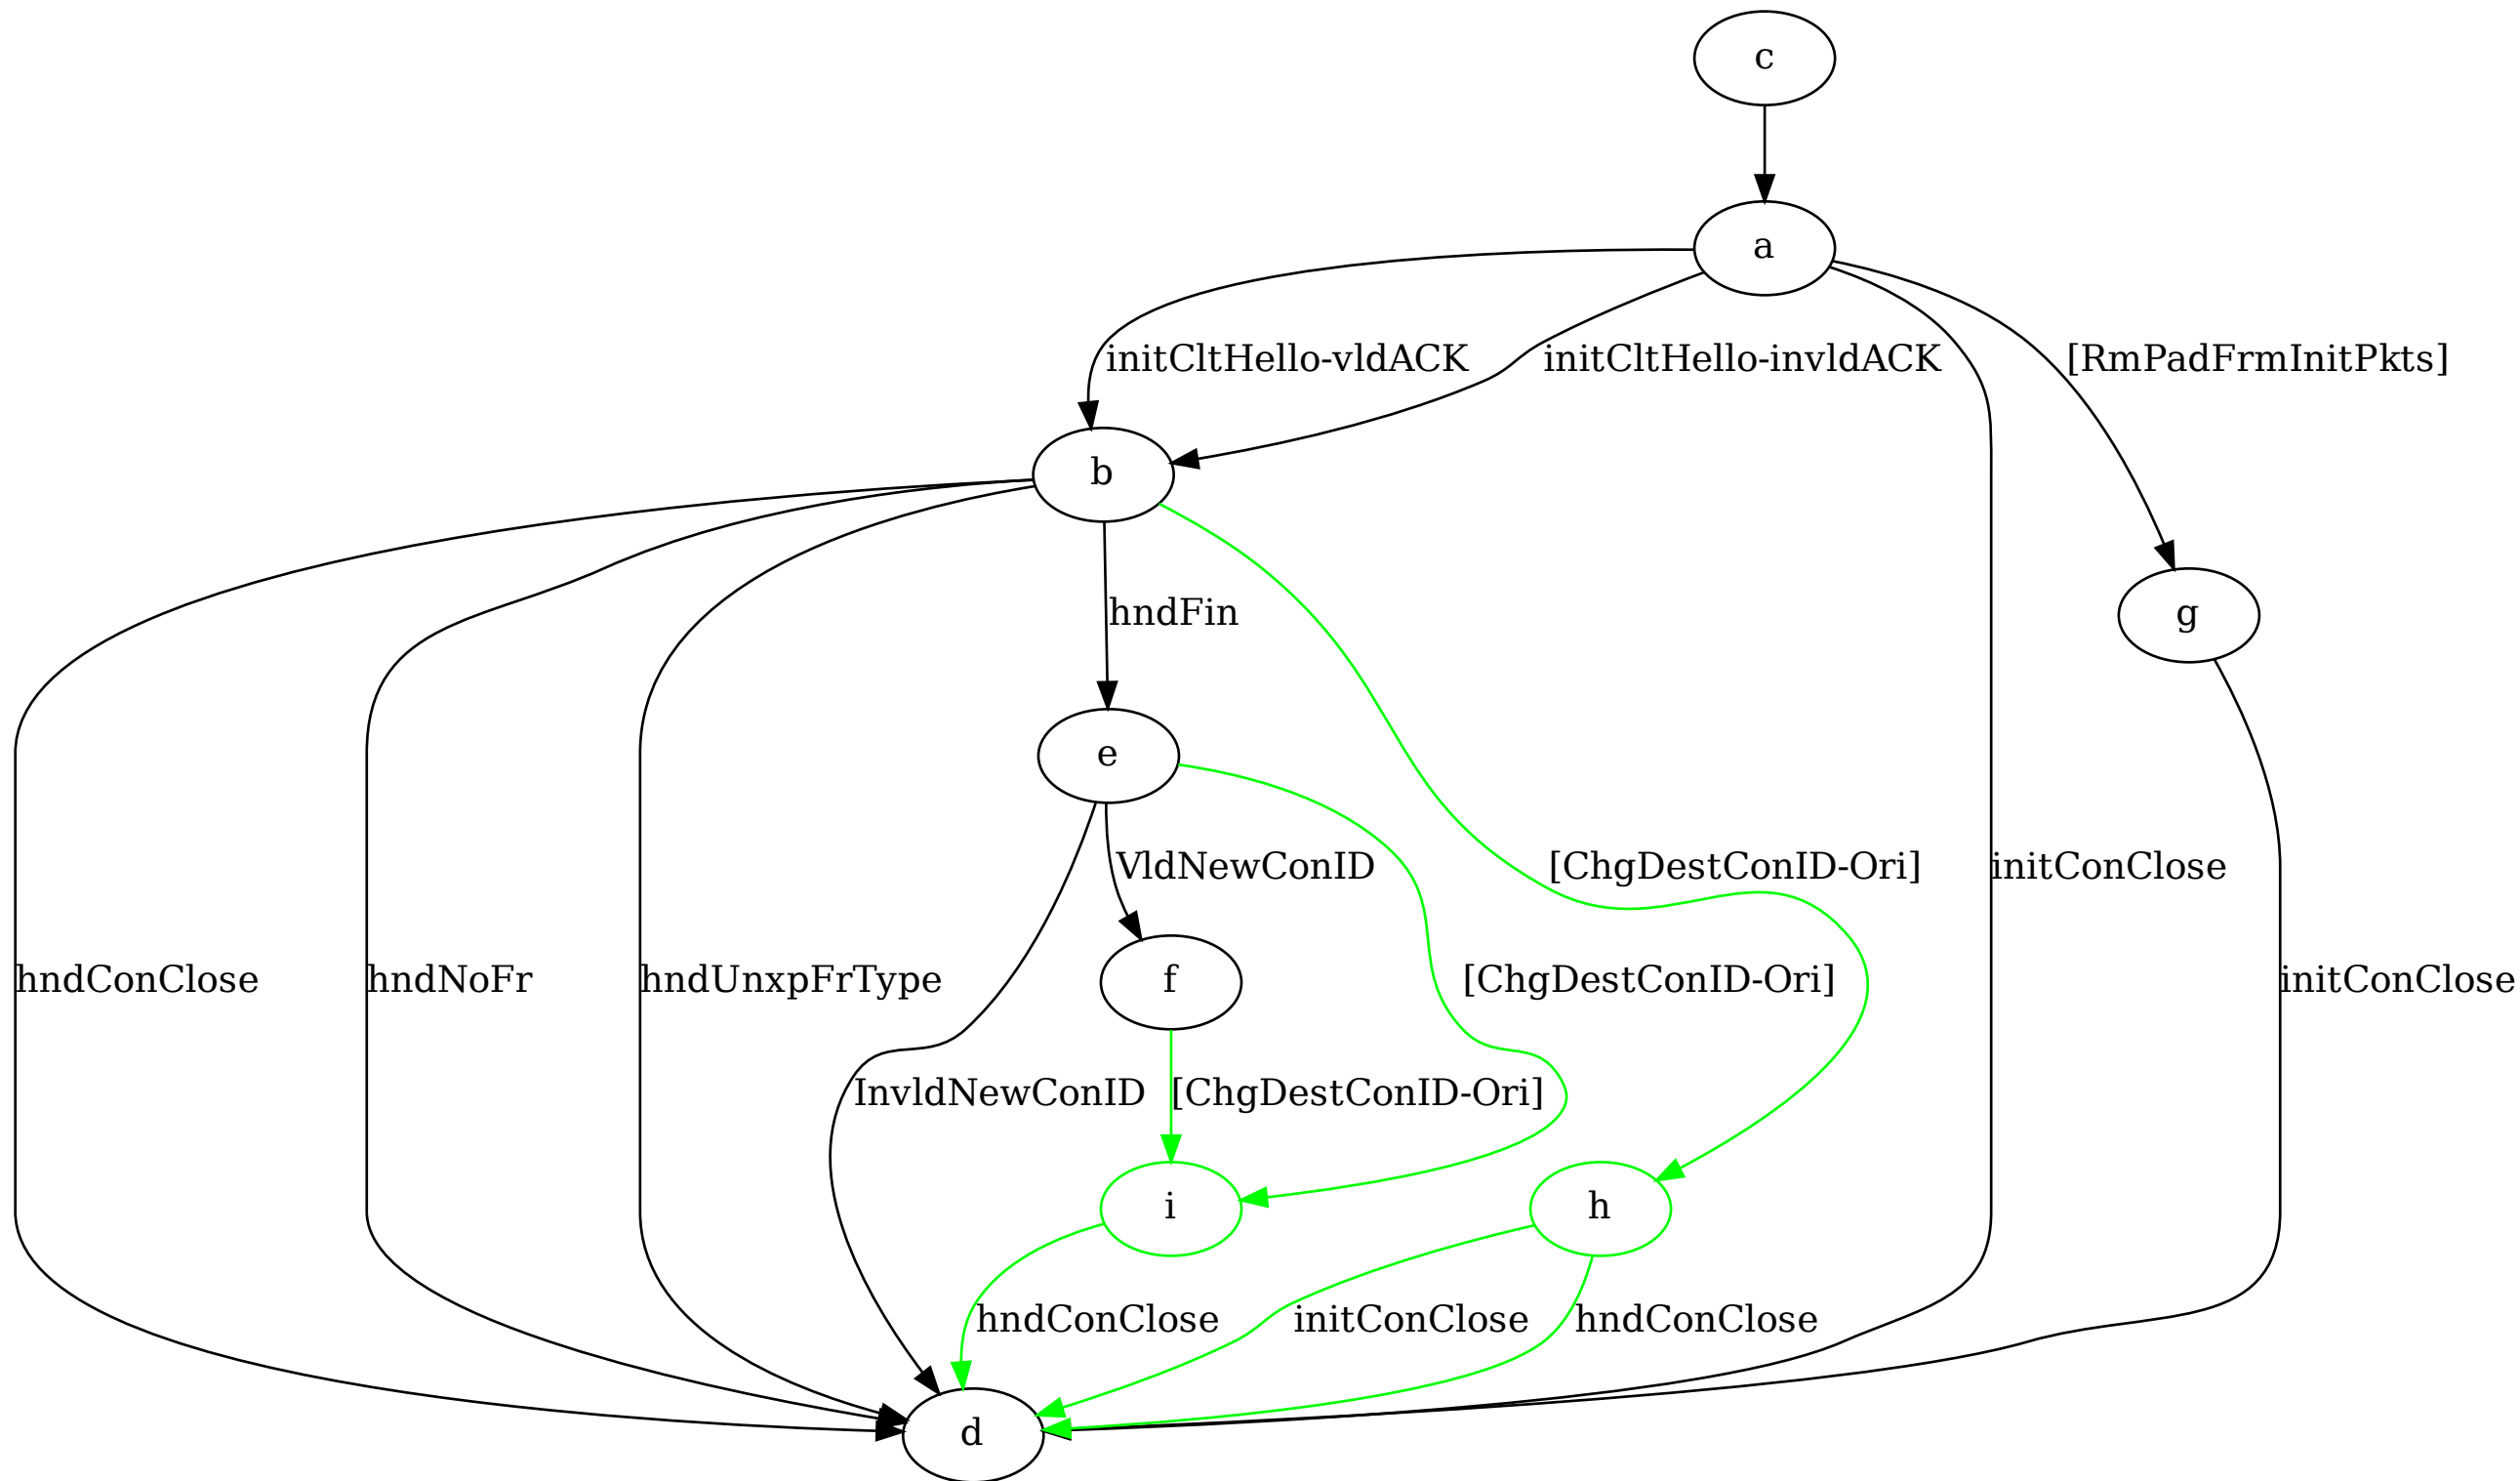 c
a
initCltHello-vldACK
initCltHello-invldACK
[RmPadFrmInitPkts]
b
hndFin
g
e
VldNewConID
[ChgDestConID-Ori]
initConClose
hndConClose
hndNoFr
hndUnxpFrType
f
[ChgDestConID-Ori]
initConClose
InvldNewConID
[ChgDestConID-Ori]
i
h
hndConClose
initConClose
hndConClose
d